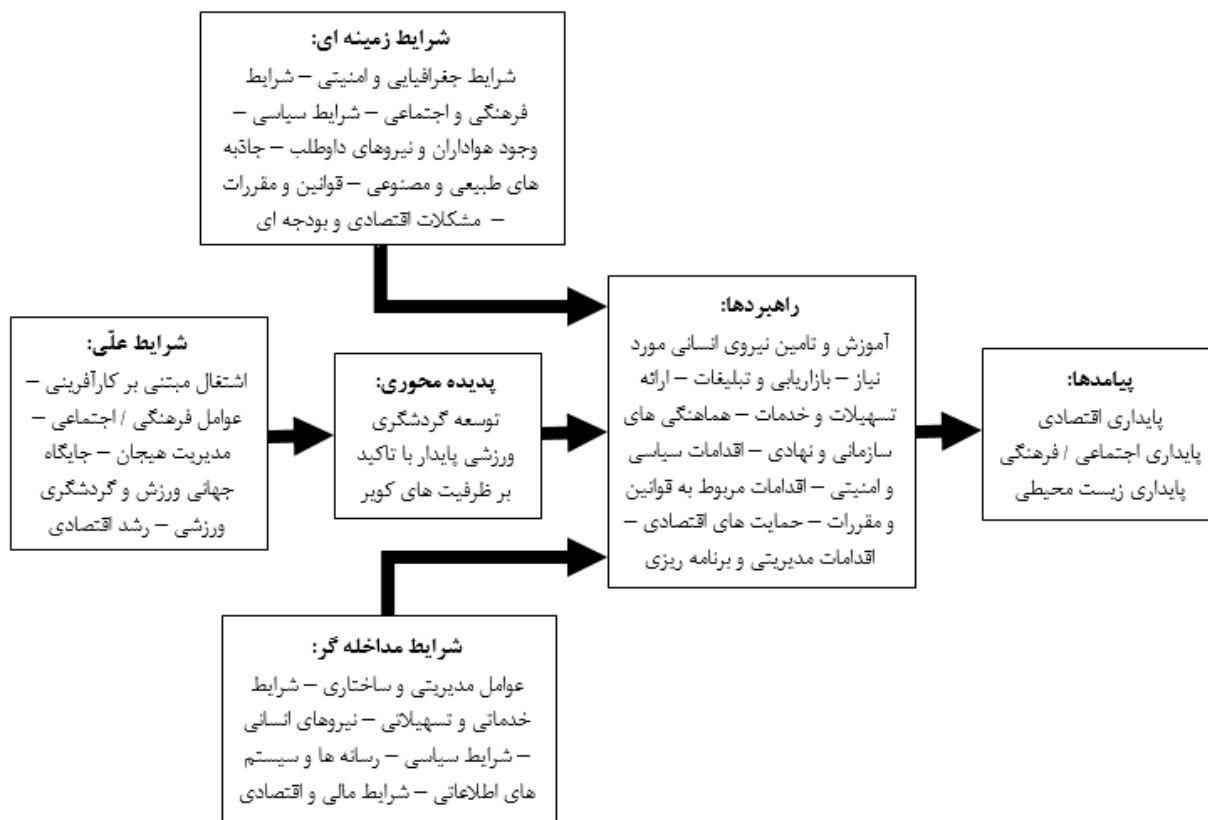 شرایط زمینه ای:
شرایط جغرافیایی و امنیتی – شرایط
فرهنگی و اجتماعی – شرایط سیاسی –
وجود هواداران و نیروهای داوطلب – جاذبه
های طبیعی و مصنوعی – قوانین و مقررات
– مشکلات اقتصادی و بودجه ای
شرایط علّی:
اشتغال مبتنی بر کارآفرینی –
عوامل فرهنگی / اجتماعی –
مدیریت هیجان – جایگاه
جهانی ورزش و گردشگری
ورزشی – رشد اقتصادی
پدیده محوری:
توسعه گردشگری
ورزشی پایدار با تاکید
بر ظرفیت های کویر
راهبردها:
آموزش و تامین نیروی انسانی مورد
نیاز – بازاریابی و تبلیغات – ارائه
تسهیلات و خدمات – هماهنگی های
سازمانی و نهادی – اقدامات سیاسی
و امنیتی – اقدامات مربوط به قوانین
و مقررات – حمایت های اقتصادی –
اقدامات مدیریتی و برنامه ریزی
پیامدها:
پایداری اقتصادی
پایداری اجتماعی / فرهنگی
پایداری زیست محیطی
شرایط مداخله گر:
عوامل مدیریتی و ساختاری – شرایط
خدماتی و تسهیلاتی – نیروهای انسانی
– شرایط سیاسی – رسانه ها و سیستم
های اطلاعاتی – شرایط مالی و اقتصادی